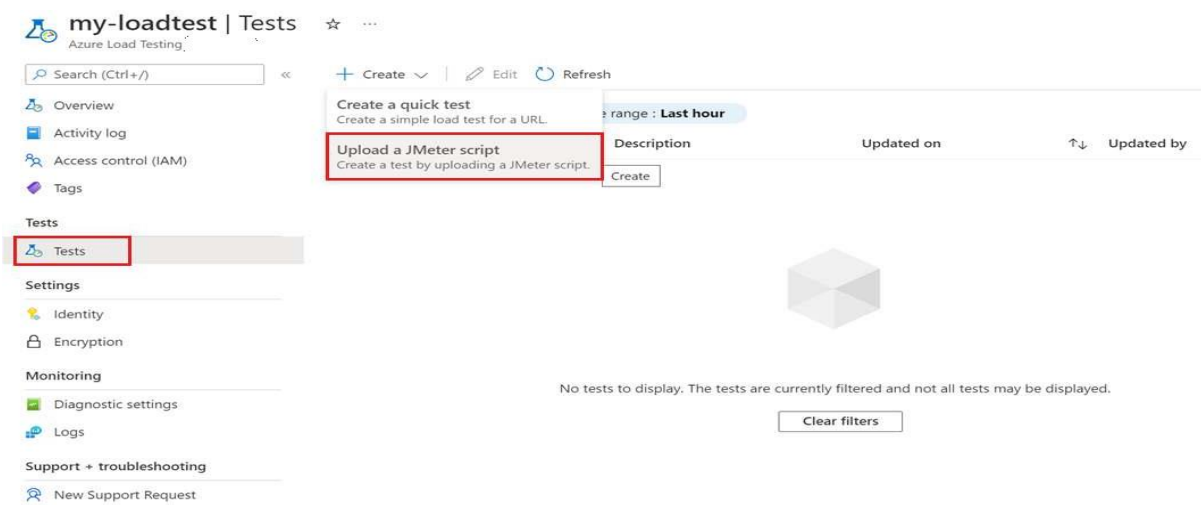 my-loadtest | Tests
Azure Load Testing
Search (Ctrl+/)
Overview
Activity log
Access control (IAM)
Tags
Tests
Tests
Settings
Identity
Encryption
Monitoring
Diagnostic settings
Logs
Support + troubleshooting
New Support Request
Create Edit Refresh
Create a quick test
Create a simple load test for a URL.
Upload a JMeter script
Create a test by uploading a JMeter script.
e range : Last hour
Description Updated on Updated by
Create
No tests to display. The tests are currently filtered and not all tests may be displayed.
Clear filters